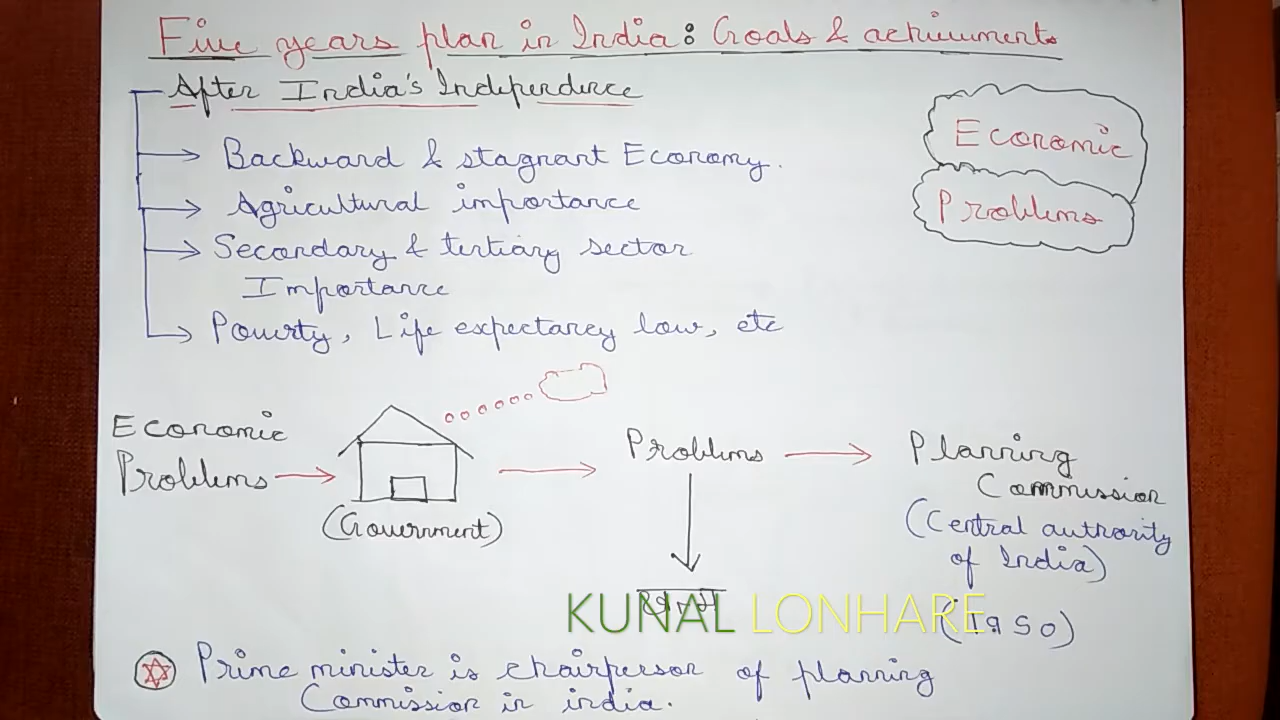 Five years plan in India: Goals & achivements
After India's Independence
Backward & stagnant Economy.
Agricultural importance
Secondary & tertiary sector
Importance
Poverty, Life expectancy low, etc
Economic
Problems
Economic
Problems
(Government)
Problems
Planning
Commission
(Central authority
of India)
(1950)
KUNAL LONHARE
Prime minister is chairperson of planning
Commission in india.